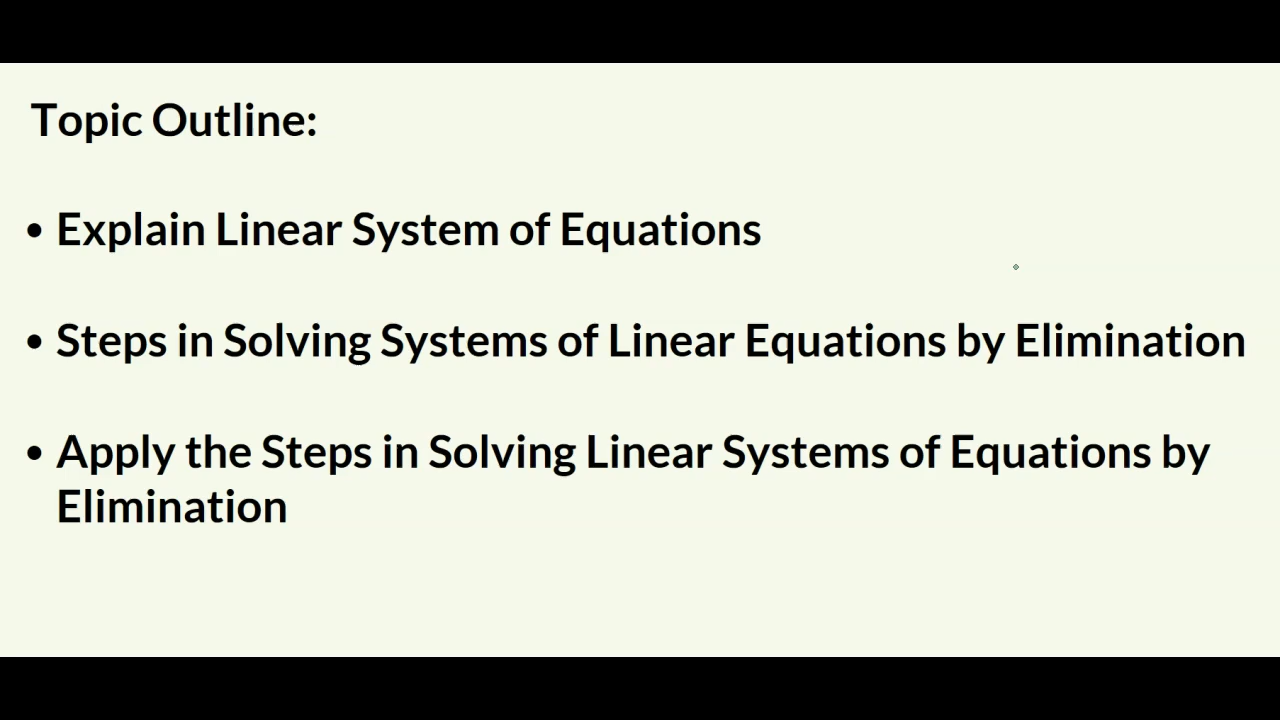 Topic Outline:
• Explain Linear System of Equations
• Steps in Solving Systems of Linear Equations by Elimination
• Apply the Steps in Solving Linear Systems of Equations by
Elimination